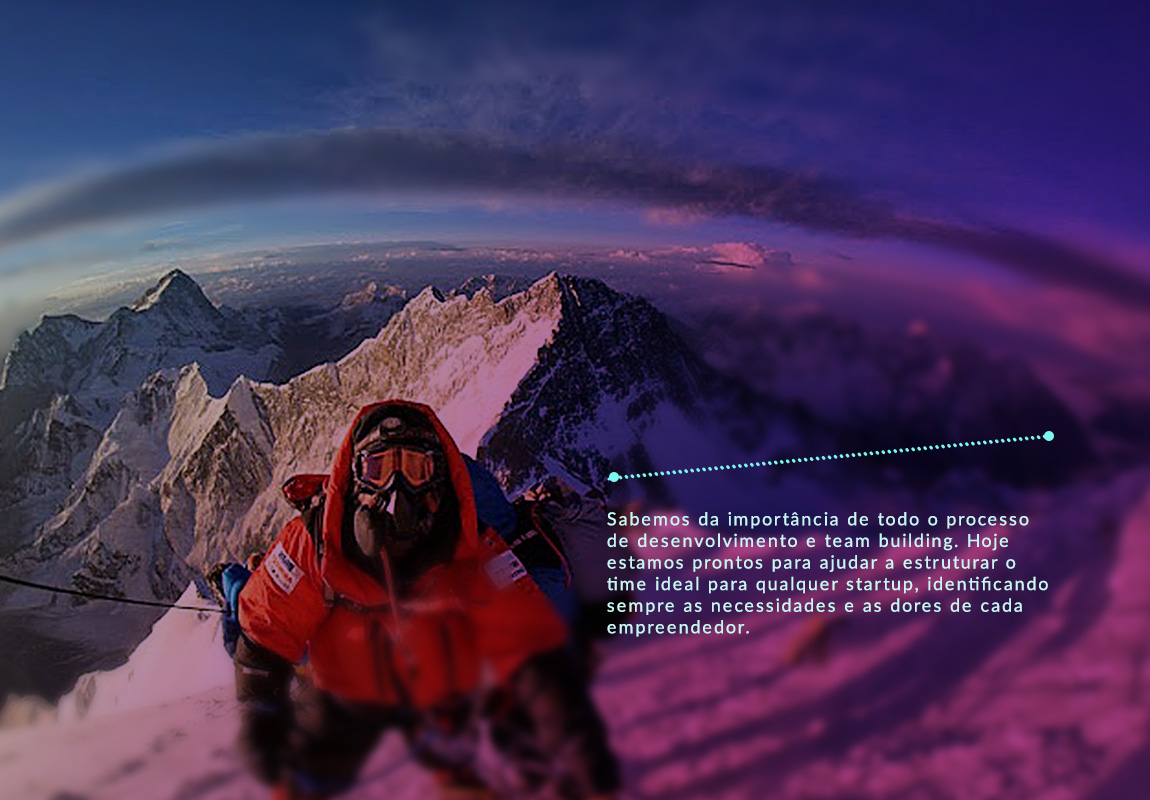 Sabemos da importância de todo o processo
de desenvolvimento e team building. Hoje
estamos prontos para ajudar a estruturar o
time ideal para qualquer startup, identificando
sempre as necessidades e as dores de cada
empreendedor.